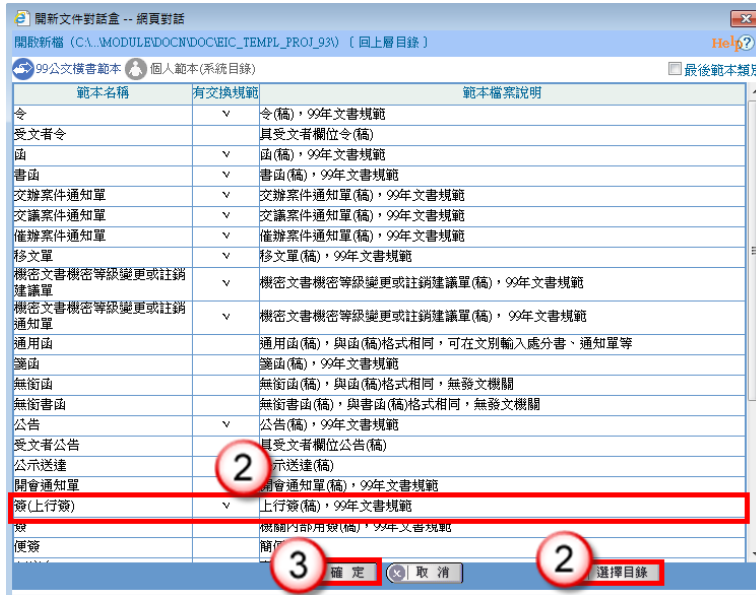 開新文件對話盒 -- 網頁對話
開啟新檔 (C:\...\MODULE\DOCN\DOC\EIC_TEMPL_PROJ_93\) 〔回上層目錄〕 Help?
99公文橫書範本 個人範本(系統目錄) 最後範本類別
範本名稱 有交換規範 範本檔案說明
令 v 令(稿)，99年文書規範
受文者令 具受文者欄位令(稿)
函 v 函(稿)，99年文書規範
書函 v 書函(稿)，99年文書規範
交辦案件通知單 v 交辦案件通知單(稿)，99年文書規範
交議案件通知單 v 交議案件通知單(稿)，99年文書規範
催辦案件通知單 v 催辦案件通知單(稿)，99年文書規範
移文單 v 移文單(稿)，99年文書規範
機密文書機密等級變更或註銷建議單 v 機密文書機密等級變更或註銷建議單(稿)，99年文書規範
機密文書機密等級變更或註銷通知單 v 機密文書機密等級變更或註銷建議單(稿)， 99年文書規範
通用函 通用函(稿)，與函(稿)格式相同，可在文別輸入處分書、通知單等
箋函 箋函(稿)，99年文書規範
無銜函 無銜函(稿)，與函(稿)格式相同，無發文機關
無銜書函 無銜書函(稿)，與書函(稿)格式相同，無發文機關
公告 v 公告(稿)，99年文書規範
受文者公告 具受文者欄位公告(稿)
公示送達 2 示送達(稿)
開會通知單 開會通知單(稿)，99年文書規範
簽(上行簽) v 上行簽(稿)，99年文書規範
簽 機關內部用簽(稿)，99年文書規範
便簽 簡
3 確 定 取 消 2 選擇目錄